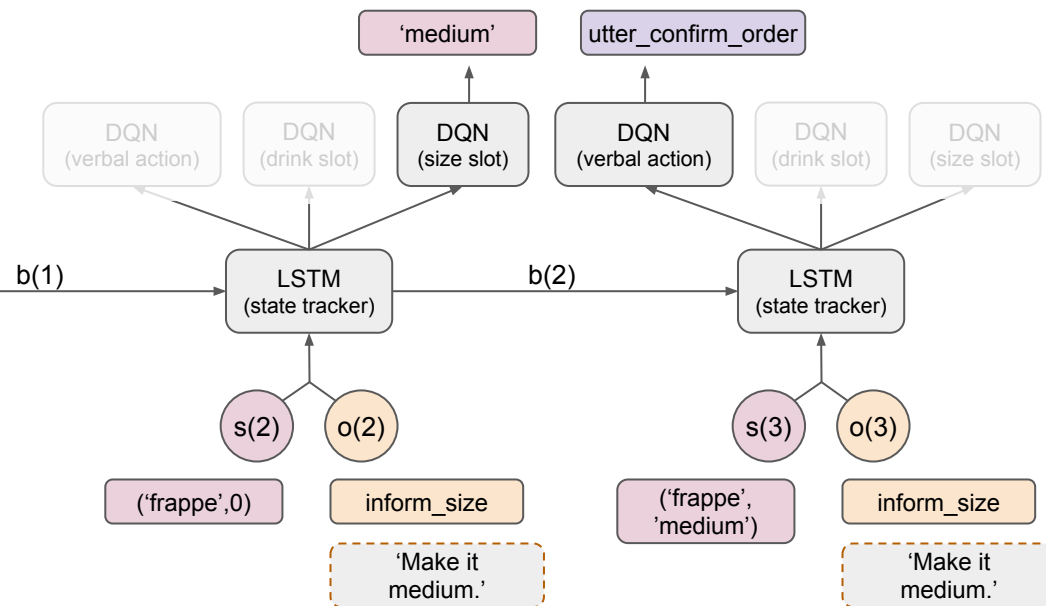 ‘medium’
utter_confirm_order
DQN
(verbal action)
DQN
(drink slot)
DQN
(size slot)
DQN
(verbal action)
DQN
(drink slot)
DQN
(size slot)
b(1)
LSTM
(state tracker)
b(2)
LSTM
(state tracker)
s(2)
o(2)
s(3)
o(3)
(‘frappe’,0)
inform_size
(‘frappe’,
’medium’)
inform_size
‘Make it
medium.’
‘Make it
medium.’